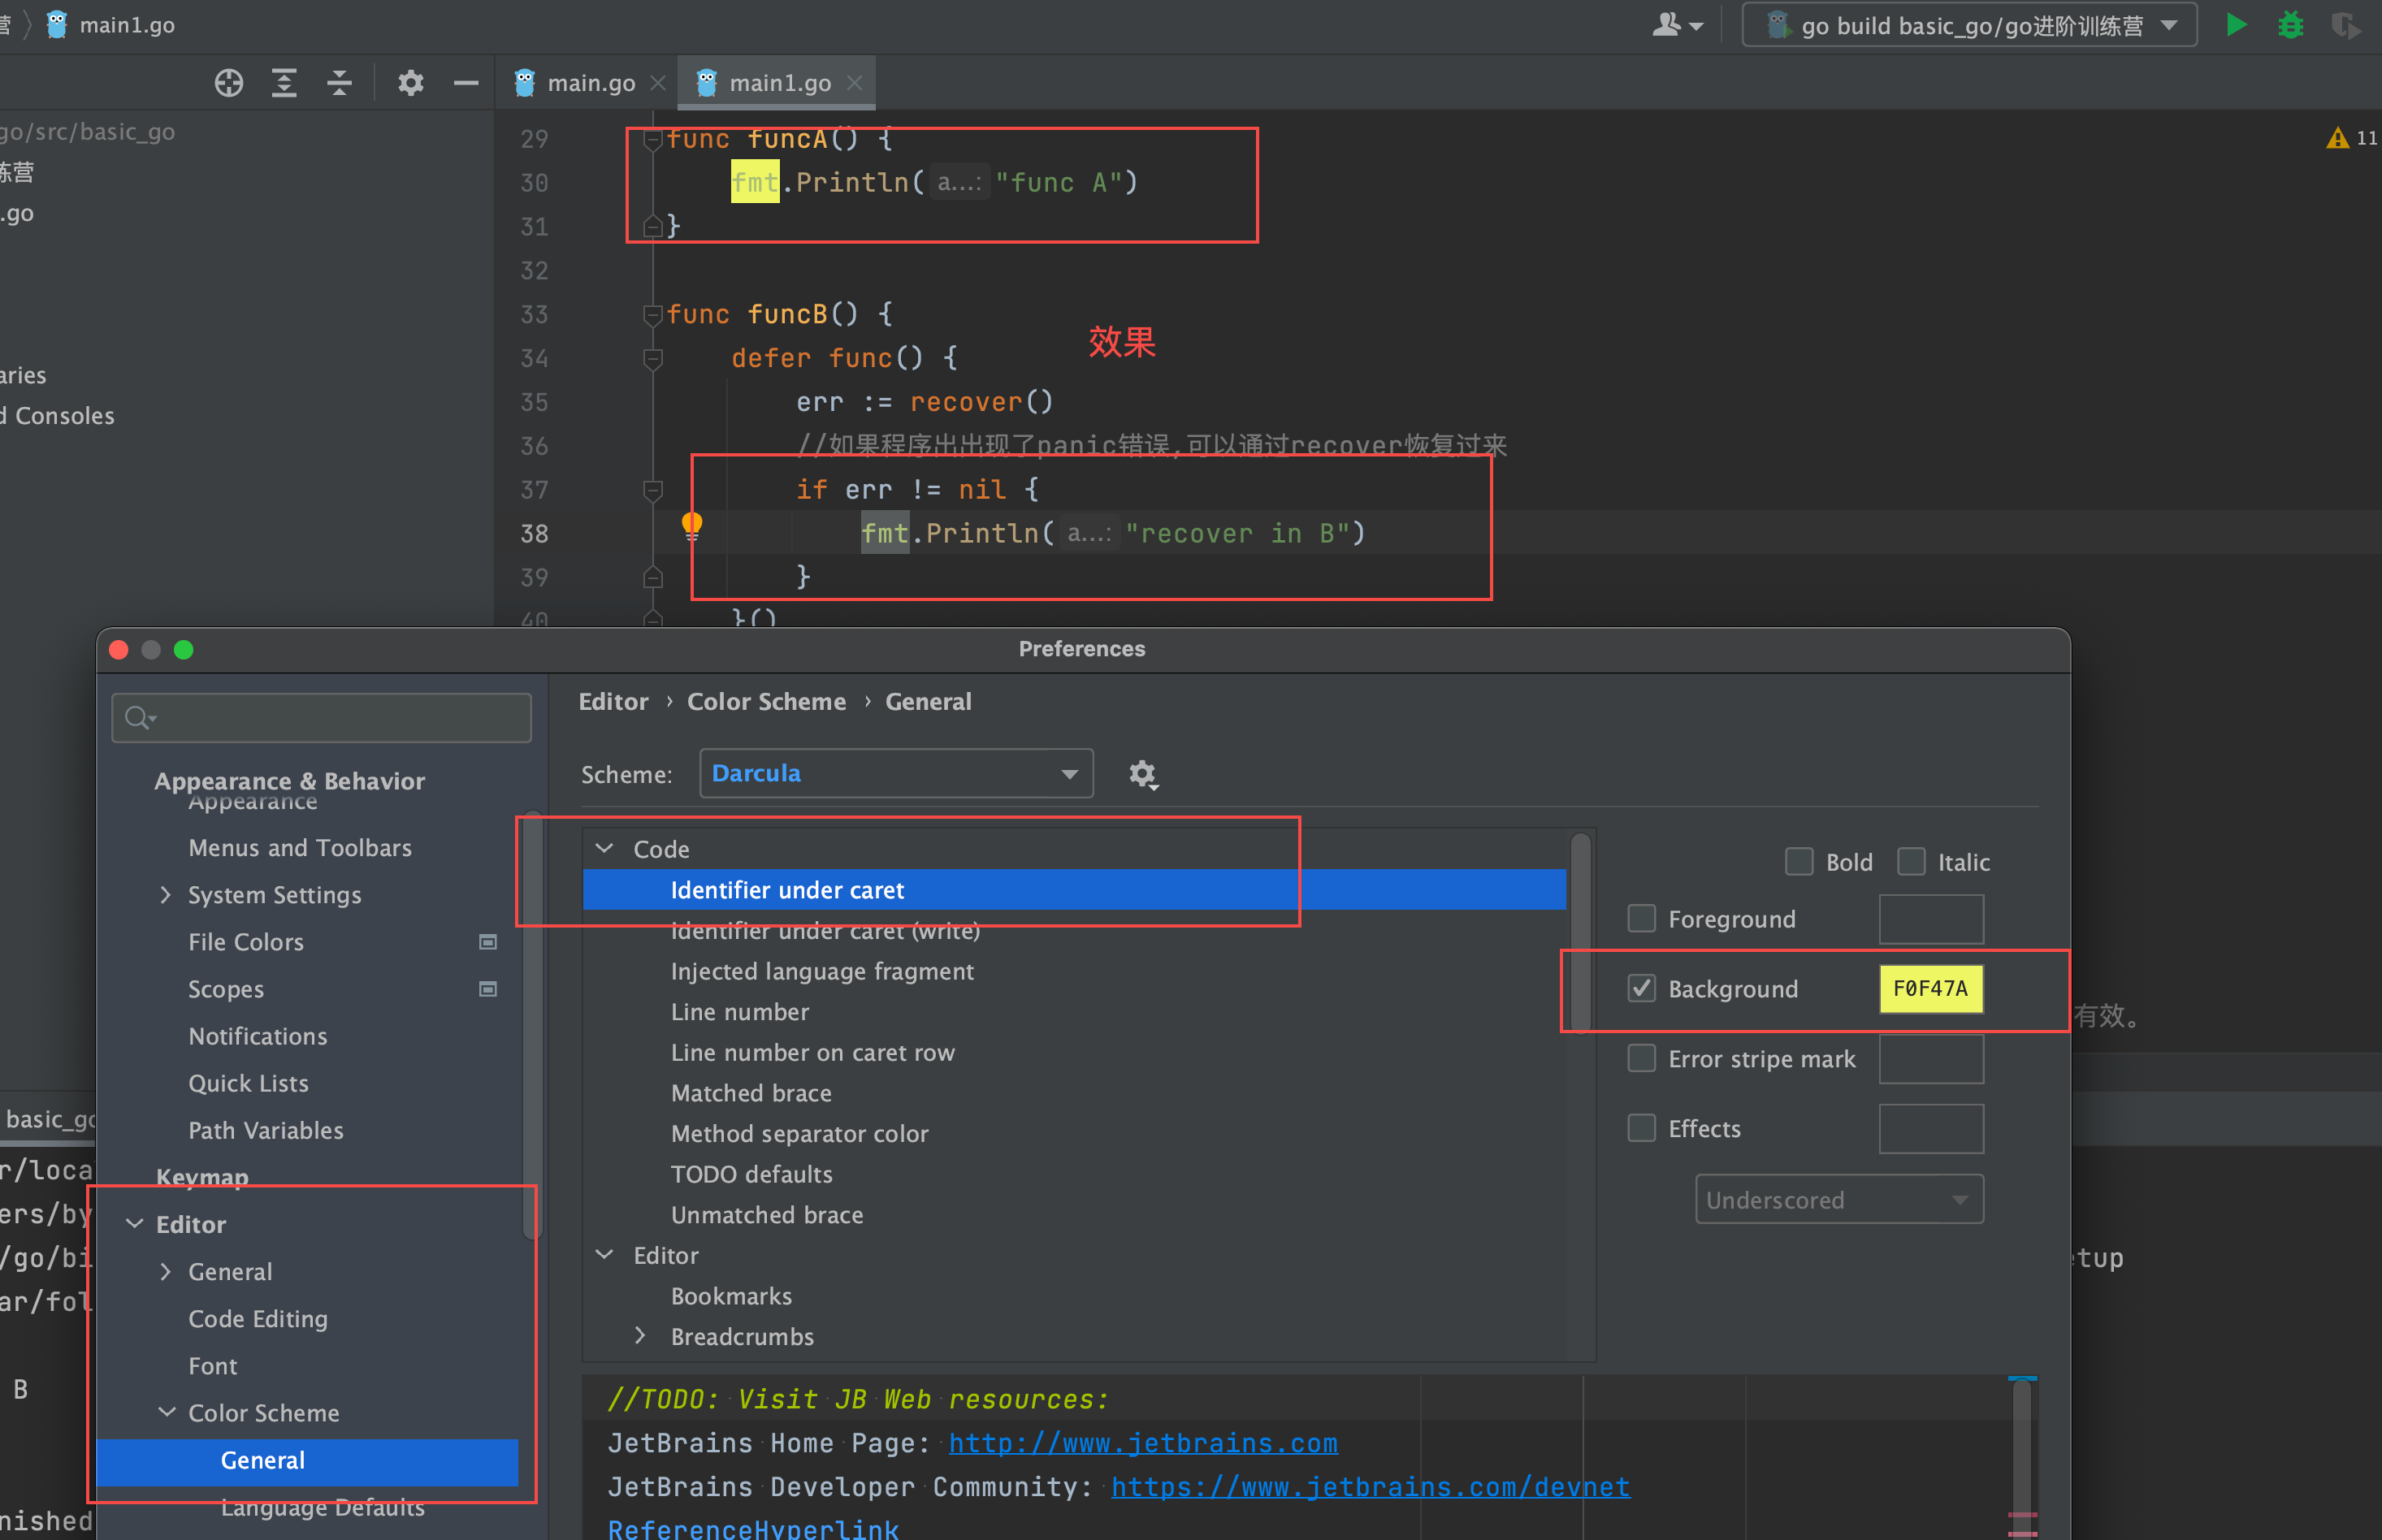 营 main1.go
go build basic_go/go进阶训练营
main.go main1.go
go/src/basic_go
练营
.go
aries
d Consoles
11
29 func funcA() {
30 fmt.Println( a...: "func A")
31 }
32
33 func funcB() {
效果
34 defer func() {
35 err := recover()
36 //如果程序出出现了panic错误,可以通过recover恢复过来
37 if err != nil {
38 fmt.Println( a...: "recover in B")
39 }
40 }()
Preferences
Appearance & Behavior
Appearance
Menus and Toolbars
System Settings
File Colors
Scopes
Notifications
Quick Lists
Path Variables
Keymap
Editor
General
Code Editing
Font
Color Scheme
General
Language Defaults
Editor › Color Scheme › General
Scheme: Darcula
Code
Identifier under caret
Identifier under caret (write)
Injected language fragment
Line number
Line number on caret row
Matched brace
Method separator color
TODO defaults
Unmatched brace
Editor
Bookmarks
Breadcrumbs
Bold Italic
Foreground
Background F0F47A
Error stripe mark
Effects
Underscored
//TODO: Visit JB Web resources:
JetBrains Home Page: http://www.jetbrains.com
JetBrains Developer Community: https://www.jetbrains.com/devnet
ReferenceHyperlink
有效。
basic_go
r/loca
ers/by
/go/bi
etup
ar/fol
B
nished